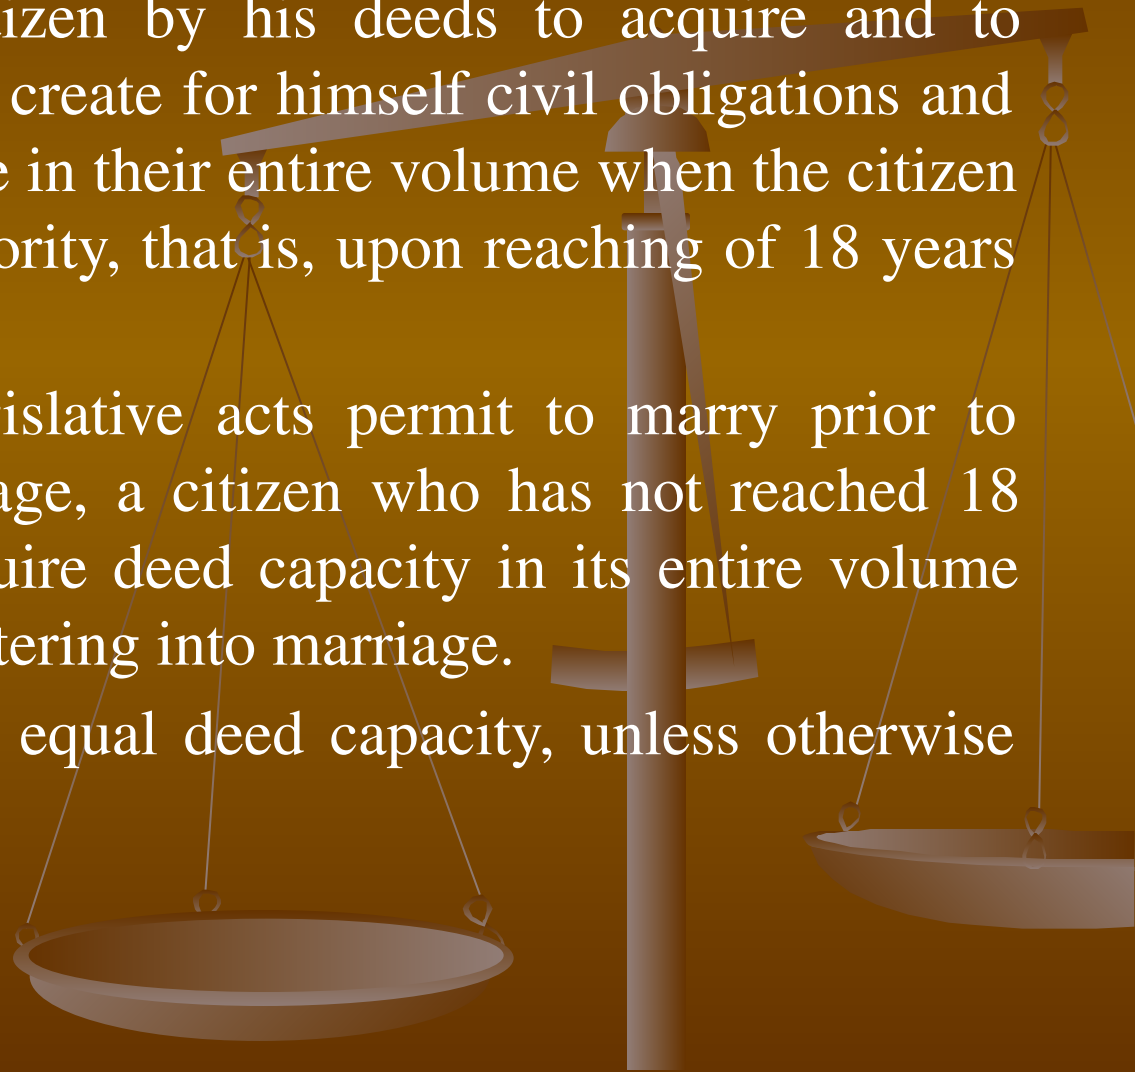 izen by his deeds to acquire and to
create for himself civil obligations and
e in their entire volume when the citizen
ority, that is, upon reaching of 18 years
islative acts permit to marry prior to
age, a citizen who has not reached 18
uire deed capacity in its entire volume
tering into marriage.
equal deed capacity, unless otherwise